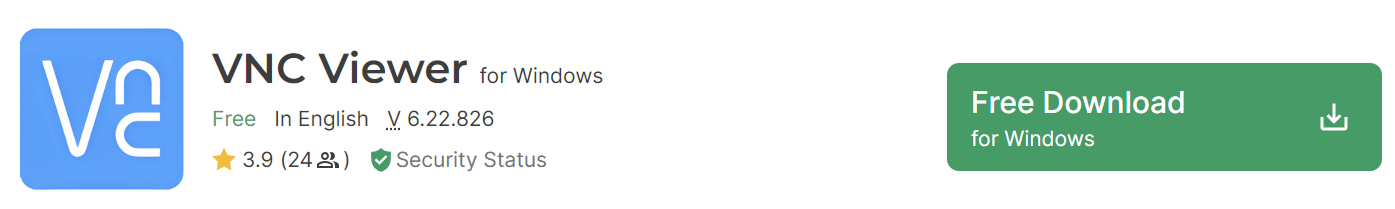 Vnc
VNC Viewer for Windows
Free In English V 6.22.826
3.9 (24)
Security Status
Free Download
for Windows